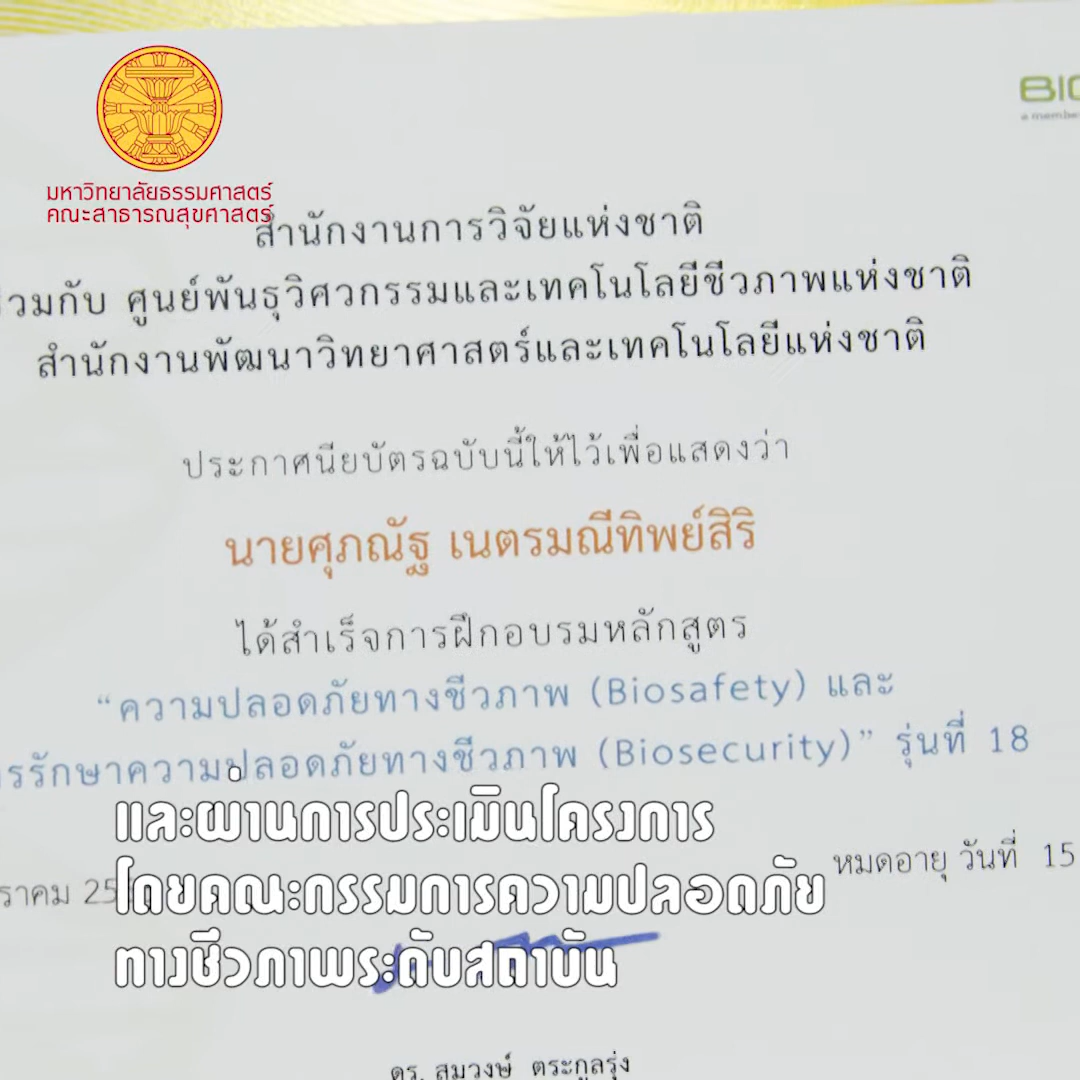 มหาวิทยาลัยธรรมศาสตร์
คณะสาธารณสุขศาสตร์
สำนักงานการวิจัยแห่งชาติ
ร่วมกับ ศูนย์พันธุวิศวกรรมและเทคโนโลยีชีวภาพแห่งชาติ
สำนักงานพัฒนาวิทยาศาสตร์และเทคโนโลยีแห่งชาติ
ประกาศนียบัตรฉบับนี้ให้ไว้เพื่อแสดงว่า
นายศุภณัฐ เนตรมณีทิพย์สิริ
ได้สำเร็จการฝึกอบรมหลักสูตร
“ความปลอดภัยทางชีวภาพ (Biosafety) และ
การรักษาความปลอดภัยทางชีวภาพ (Biosecurity)” รุ่นที่ 18
หมดอายุ วันที่ 15
และผ่านการประเมินโครงการ
โดยคณะกรรมการความปลอดภัย
ทางชีวภาพระดับสถาบัน
ดร. สมวงษ์ ตระกูลรุ่ง